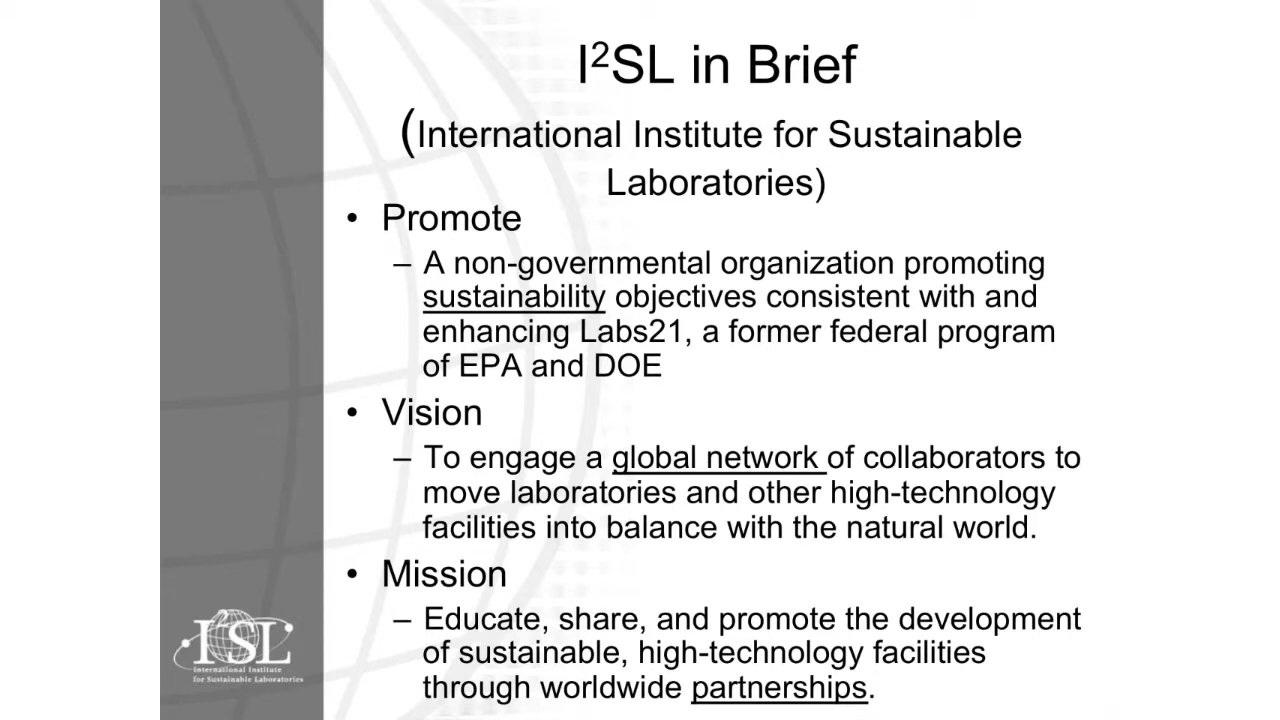 I²SL in Brief
(International Institute for Sustainable
Laboratories)
• Promote
– A non-governmental organization promoting
sustainability objectives consistent with and
enhancing Labs21, a former federal program
of EPA and DOE
• Vision
– To engage a global network of collaborators to
move laboratories and other high-technology
facilities into balance with the natural world.
• Mission
– Educate, share, and promote the development
of sustainable, high-technology facilities
through worldwide partnerships.
I²SL
International Institute
for Sustainable Laboratories